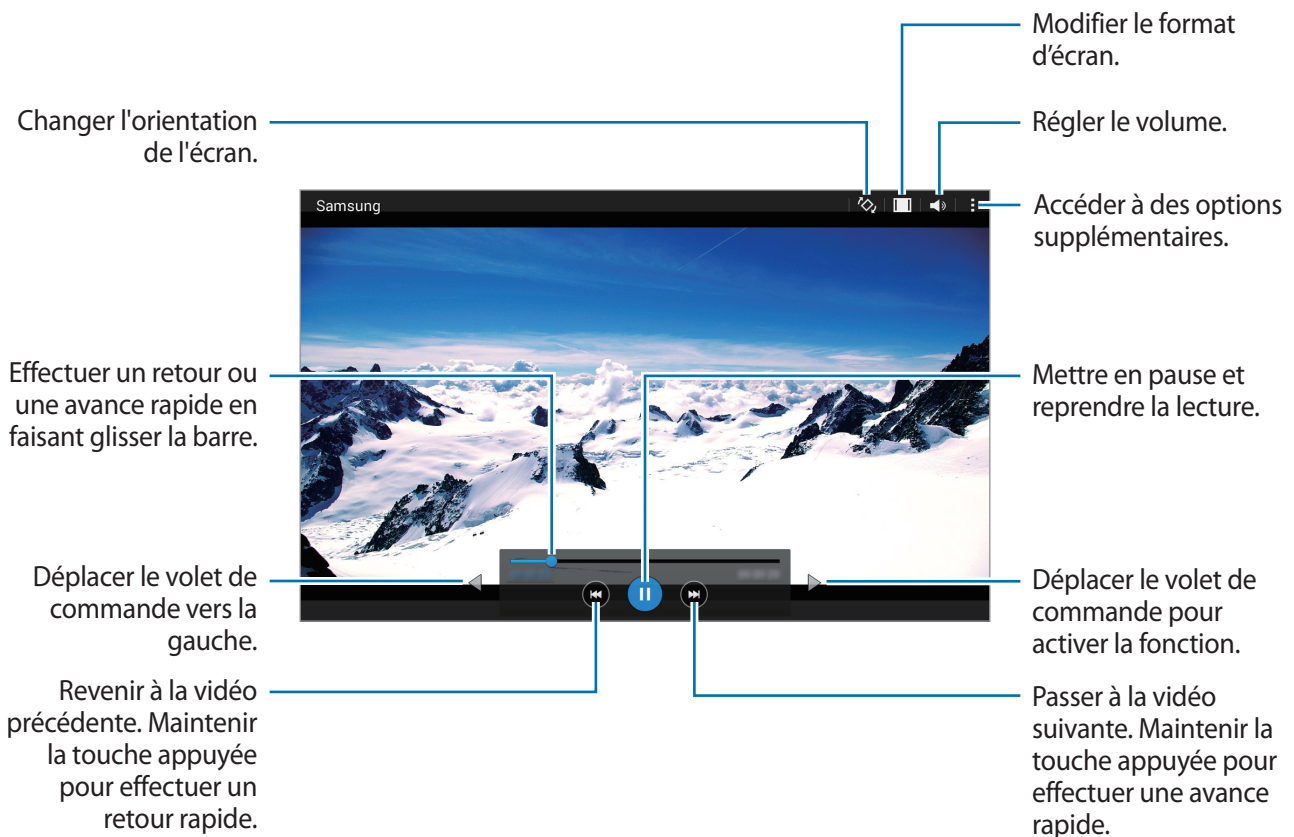 Modifier le format
d'écran.
Changer l'orientation
de l'écran.
Régler le volume.
Samsung
Accéder à des options
supplémentaires.
Effectuer un retour ou
une avance rapide en
faisant glisser la barre.
Mettre en pause et
reprendre la lecture.
Déplacer le volet de
commande vers la
gauche.
Déplacer le volet de
commande pour
activer la fonction.
Revenir à la vidéo
précédente. Maintenir
la touche appuyée
pour effectuer un
retour rapide.
Passer à la vidéo
suivante. Maintenir la
touche appuyée pour
effectuer une avance
rapide.